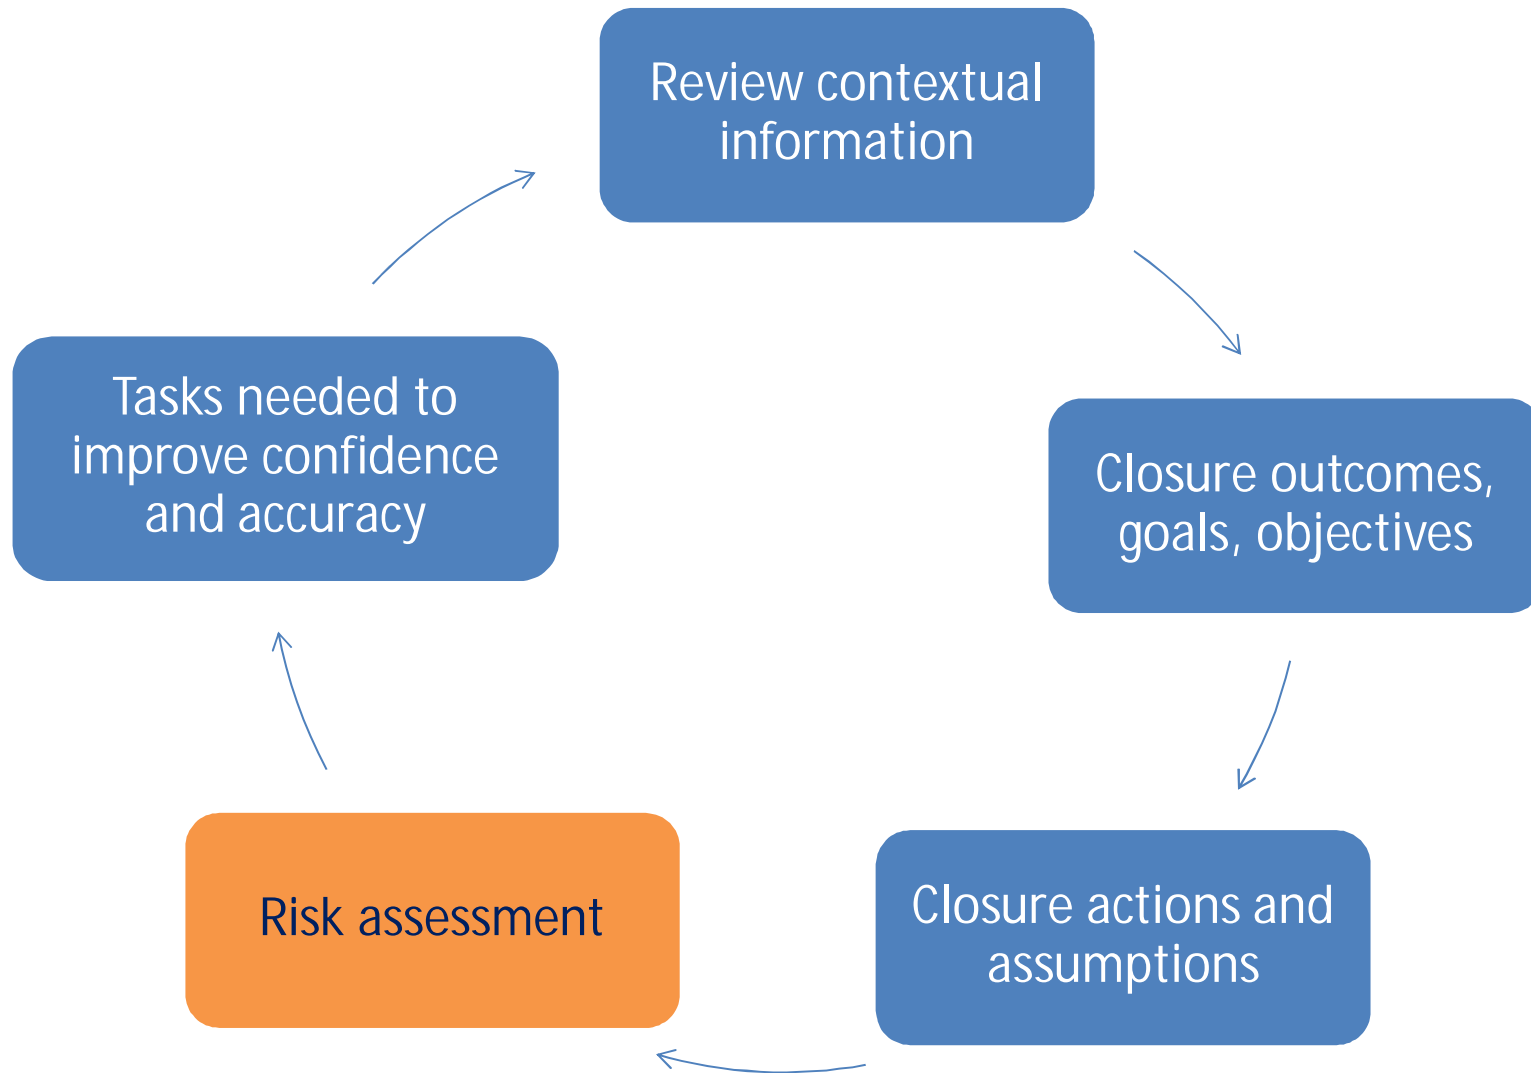 Review contextual
information
Closure outcomes,
goals, objectives
Closure actions and
assumptions
Risk assessment
Tasks needed to
improve confidence
and accuracy